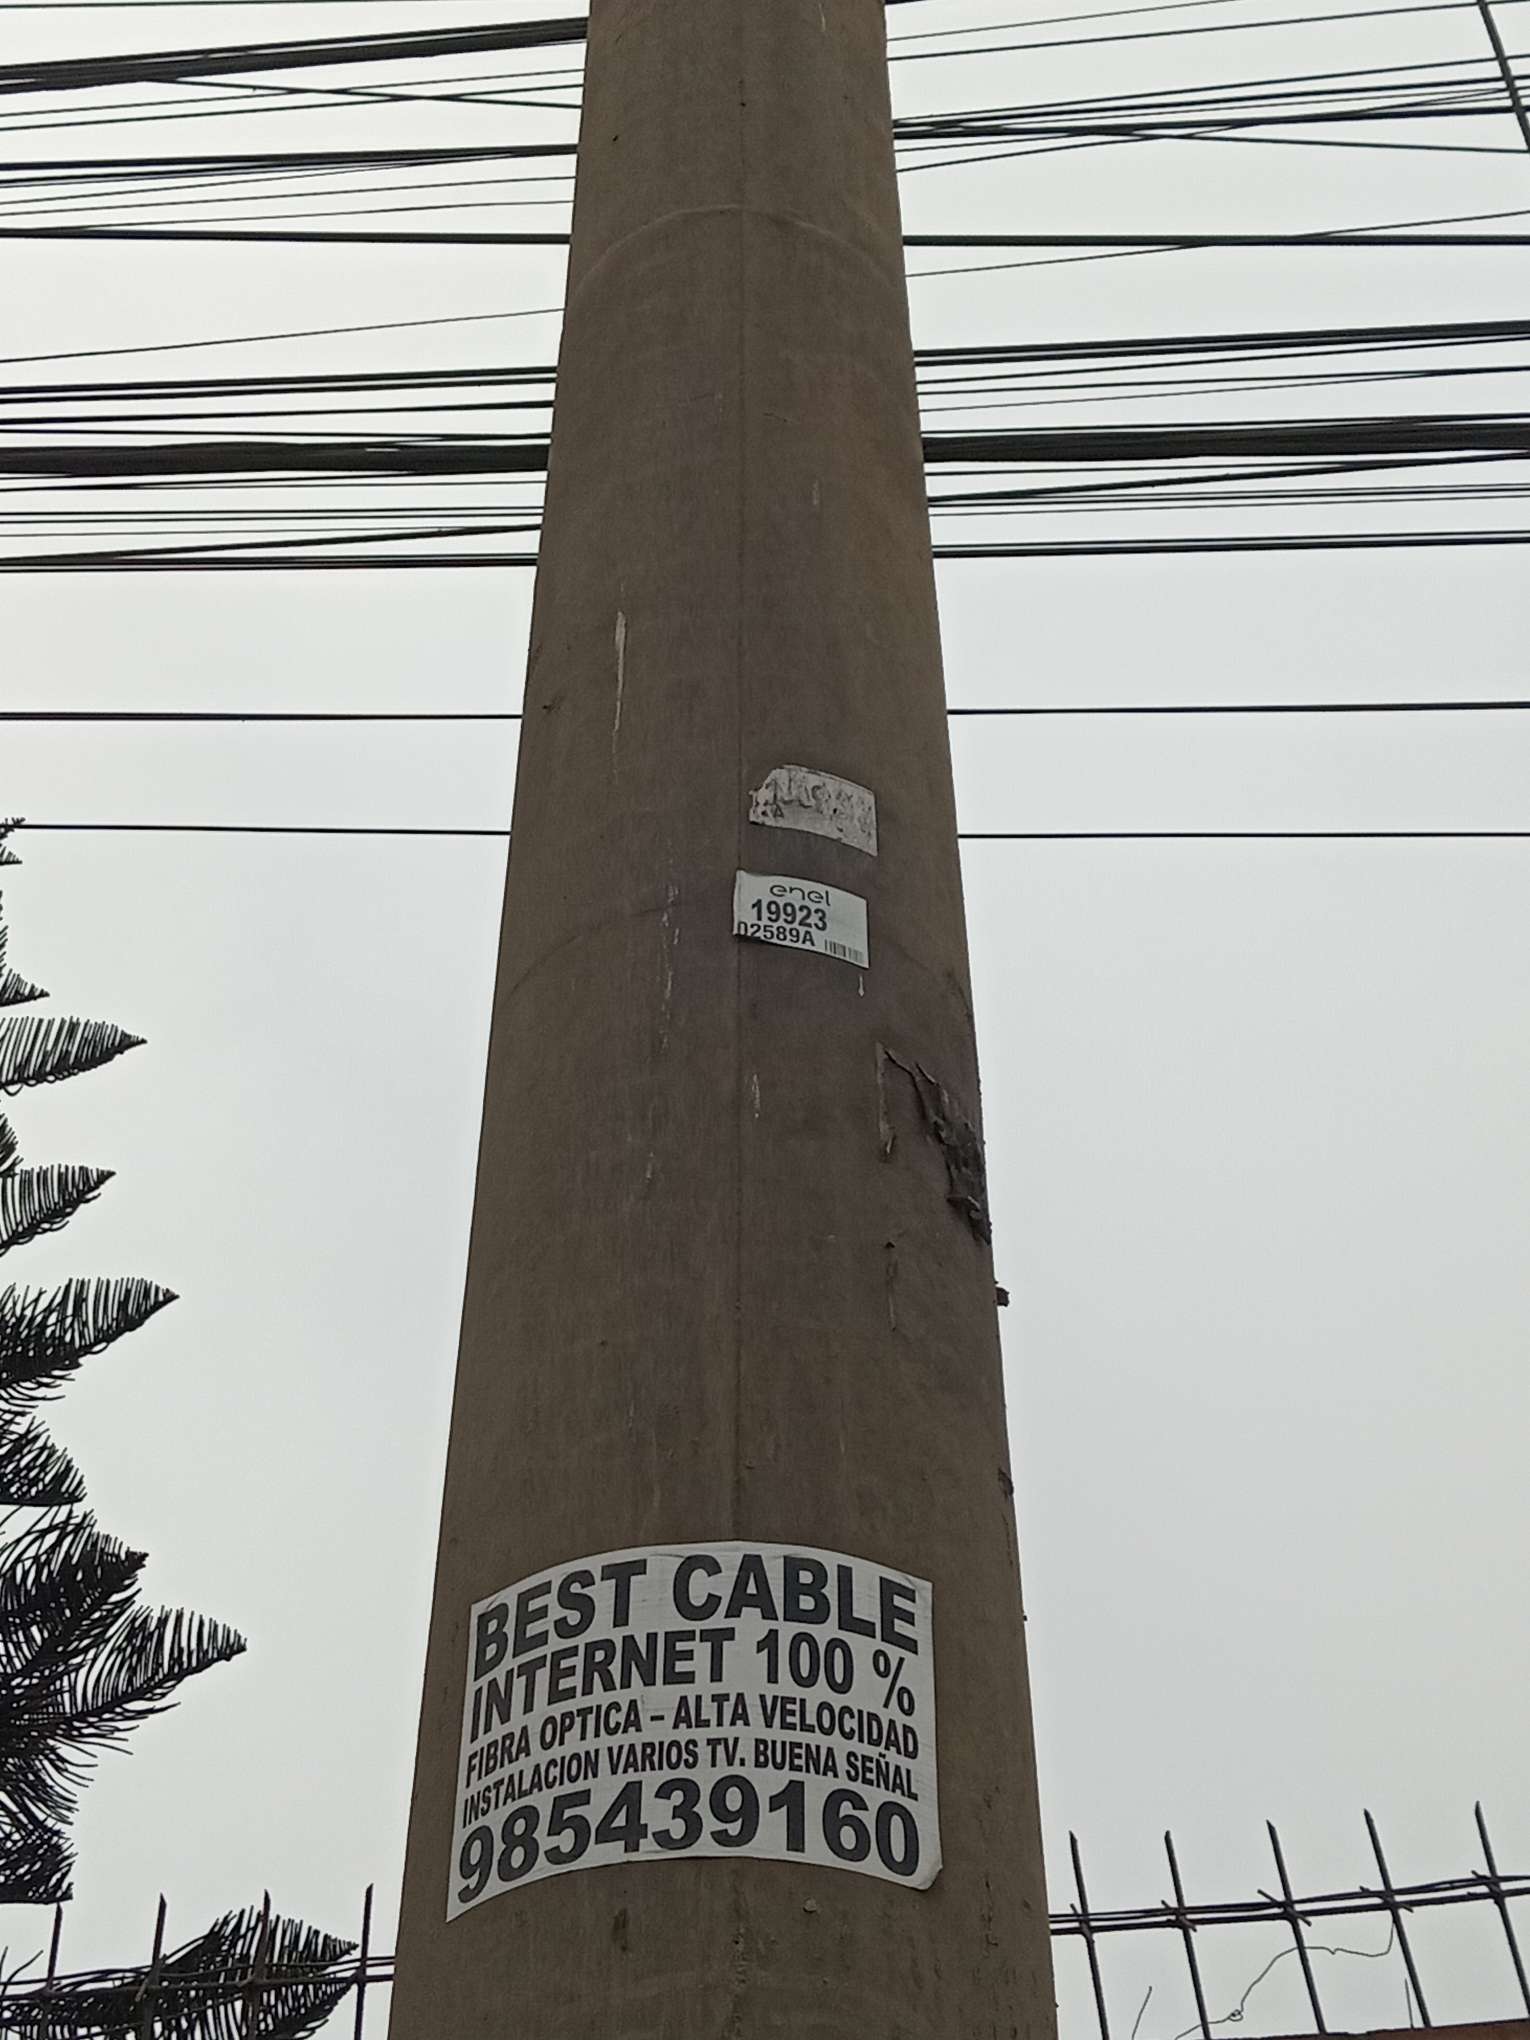 enel
19923
02589A
BEST CABLE
INTERNET 100 %
FIBRA OPTICA - ALTA VELOCIDAD
INSTALACION VARIOS TV. BUENA SEÑAL
985439160